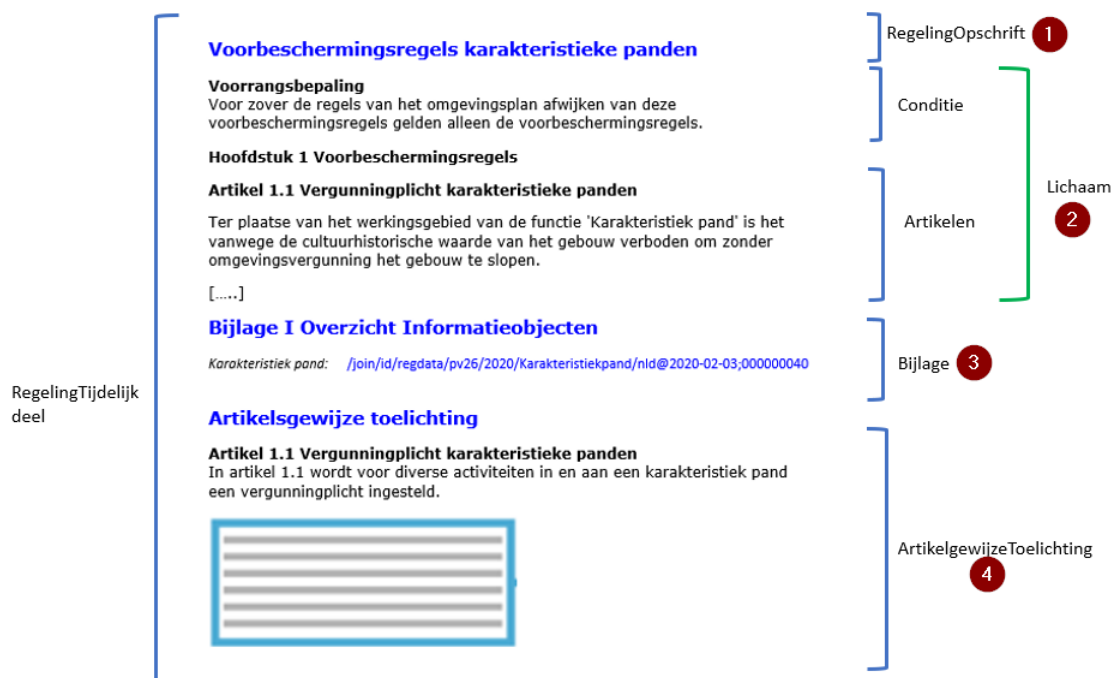 Voorbeschermingsregels karakteristieke panden
RegelingOpschrift 1
Voorrangsbepaling
Voor zover de regels van het omgevingsplan afwijken van deze
voorbeschermingsregels gelden alleen de voorbeschermingsregels.
Conditie
Hoofdstuk 1 Voorbeschermingsregels
Artikel 1.1 Vergunningplicht karakteristieke panden
Ter plaatse van het werkingsgebied van de functie 'Karakteristiek pand' is het
vanwege de cultuurhistorische waarde van het gebouw verboden om zonder
omgevingsvergunning het gebouw te slopen.
[…..]
Artikelen
Lichaam
2
Bijlage I Overzicht Informatieobjecten
Karakteristiek pand: /join/id/regdata/pv26/2020/Karakteristiekpand/nld@2020-02-03;000000040
Bijlage 3
RegelingTijdelijk
deel
Artikelsgewijze toelichting
Artikel 1.1 Vergunningplicht karakteristieke panden
In artikel 1.1 wordt voor diverse activiteiten in en aan een karakteristiek pand
een vergunningplicht ingesteld.
ArtikelgewijzeToelichting
4